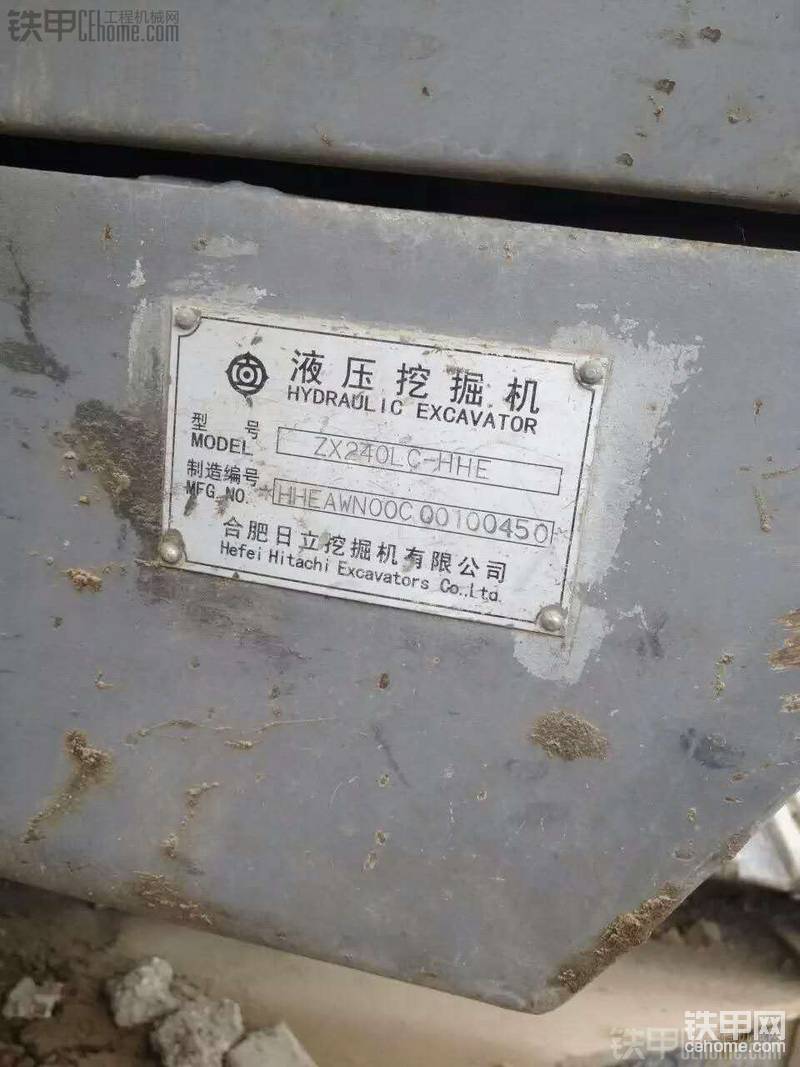 铁甲工程机械网
CEhome.com
液压挖掘机
HYDRAULIC EXCAVATOR
型号
MODEL ZX240LC-HHE
制造编号
MFG.NO. *HHEAWN00C00100450*
合肥日立挖掘机有限公司
Hefei Hitachi Excavators Co.,Ltd.
铁甲网
cehome.com